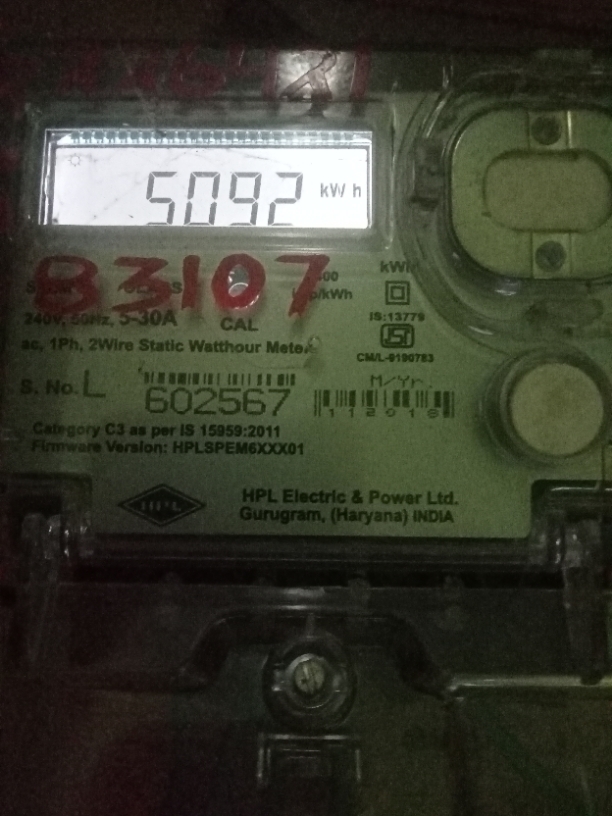 5092 kWh
B3107
240V, 50Hz, 5-30A
CAL
IS:13779
ac, 1Ph, 2Wire Static Watthour Meter
CM/L-9190783
S. No. L 602567
M/Yr.
112018
Category C3 as per IS 15959:2011
Firmware Version: HPLSPEM6XXX01
HPL
HPL Electric & Power Ltd.
Gurugram, (Haryana) INDIA